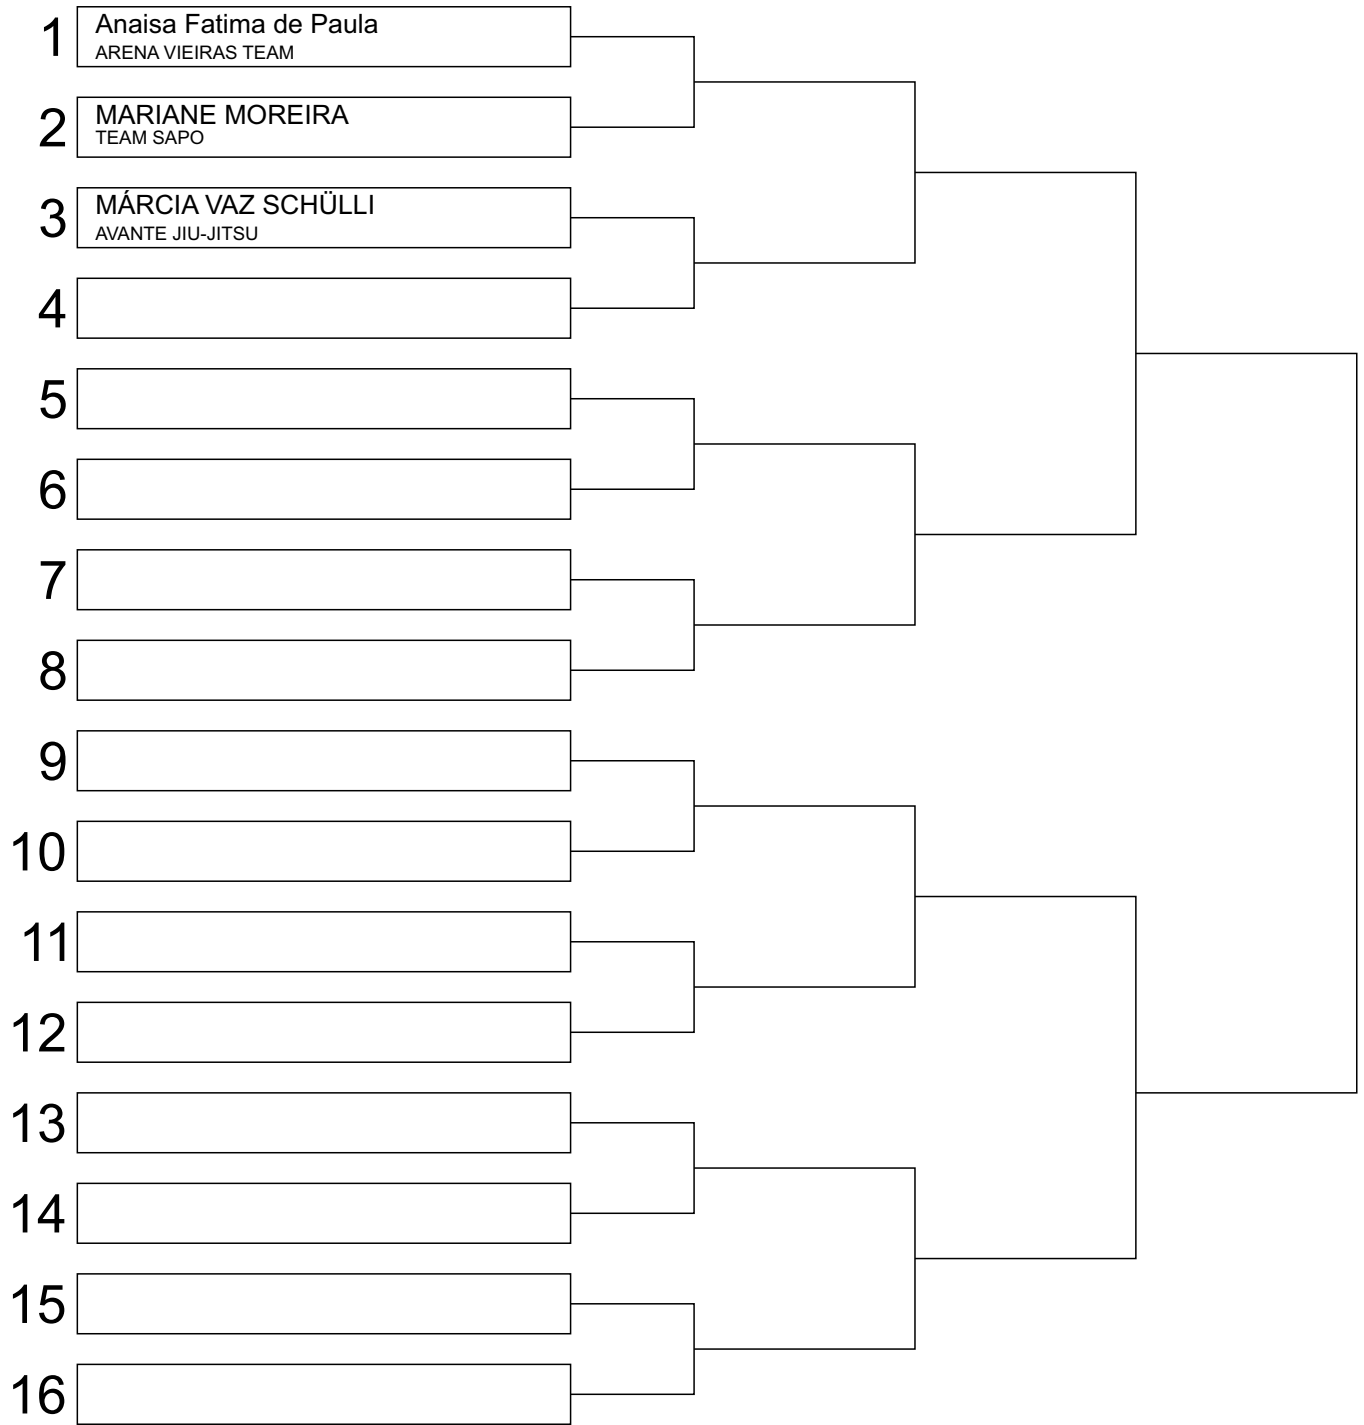 1
Anaisa Fatima de Paula
ARENA VIEIRAS TEAM
2
MARIANE MOREIRA
TEAM SAPO
3
MÁRCIA VAZ SCHÜLLI
AVANTE JIU-JITSU
4
5
6
7
8
9
10
11
12
13
14
15
16